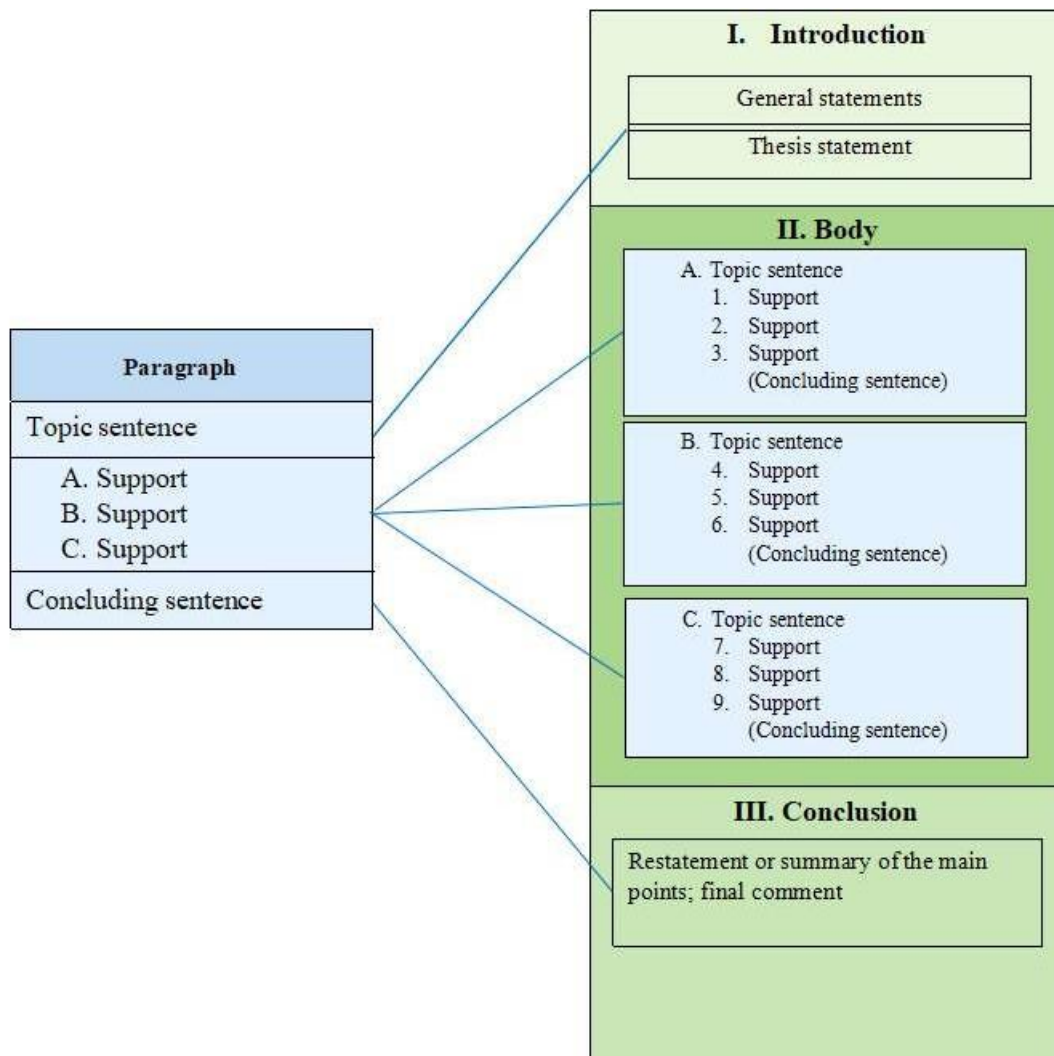 Paragraph
Topic sentence
A. Support
B. Support
C. Support
Concluding sentence
I. Introduction
General statements
Thesis statement
II. Body
A. Topic sentence
1. Support
2. Support
3. Support
(Concluding sentence)
B. Topic sentence
4. Support
5. Support
6. Support
(Concluding sentence)
C. Topic sentence
7. Support
8. Support
9. Support
(Concluding sentence)
III. Conclusion
Restatement or summary of the main
points; final comment